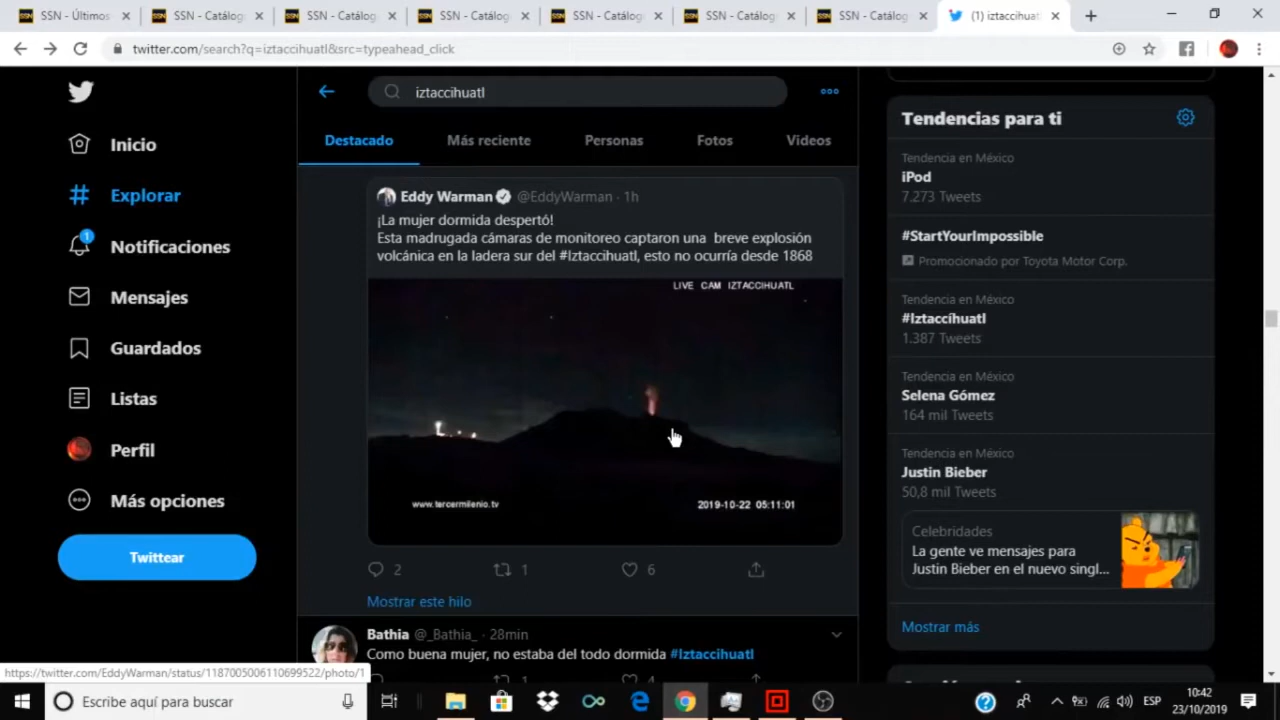 SSN - Últimos
SSN - Catálog
SSN - Catálog
SSN - Catálog
SSN - Catálog
SSN - Catálog
SSN - Catálog
(1) iztaccihuatl
twitter.com/search?q=iztaccihuatl&src=typeahead_click
Inicio
Explorar
1
Notificaciones
Mensajes
Guardados
Listas
Perfil
Más opciones
Twittear
iztaccihuatl
Destacado Más reciente Personas Fotos Videos
Eddy Warman @EddyWarman · 1h
¡La mujer dormida despertó!
Esta madrugada cámaras de monitoreo captaron una breve explosión
volcánica en la ladera sur del #Iztaccihuatl, esto no ocurría desde 1868
LIVE CAM IZTACCIHUATL
www.tercermilenio.tv 2019-10-22 05:11:01
2 1 6
Mostrar este hilo
Bathia @_Bathia_ · 28min
Como buena mujer, no estaba del todo dormida #Iztaccihuatl
1 4
Tendencias para ti
Tendencia en México
iPod
7.273 Tweets
#StartYourImpossible
Promocionado por Toyota Motor Corp.
Tendencia en México
#Iztaccíhuatl
1.387 Tweets
Tendencia en México
Selena Gómez
164 mil Tweets
Tendencia en México
Justin Bieber
50,8 mil Tweets
Celebridades
La gente ve mensajes para
Justin Bieber en el nuevo singl...
Mostrar más
https://twitter.com/EddyWarman/status/1187005006110699522/photo/1
Escribe aquí para buscar
ESP
10:42
23/10/2019